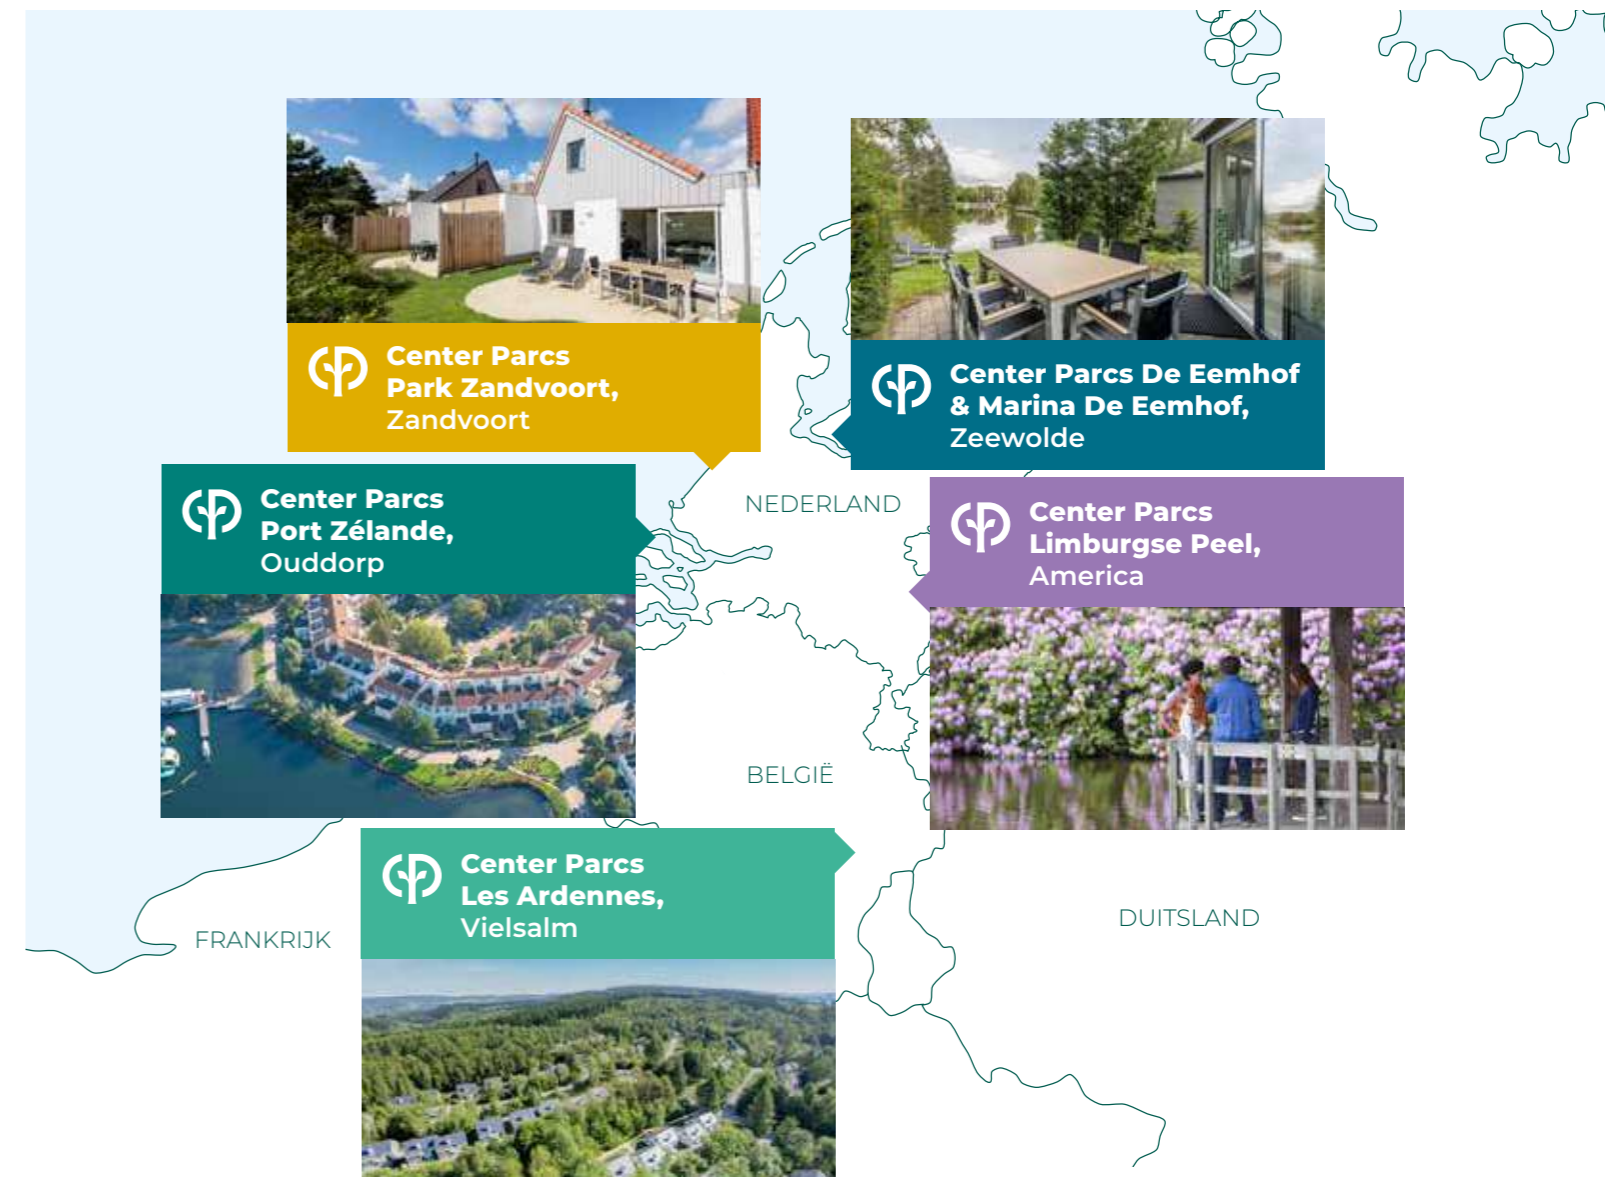 Center Parcs
Park Zandvoort,
Zandvoort
Center Parcs De Eemhof
& Marina De Eemhof,
Zeewolde
Center Parcs
Port Zélande,
Ouddorp
NEDERLAND
Center Parcs
Limburgse Peel,
America
BELGIË
Center Parcs
Les Ardennes,
Vielsalm
FRANKRIJK
DUITSLAND